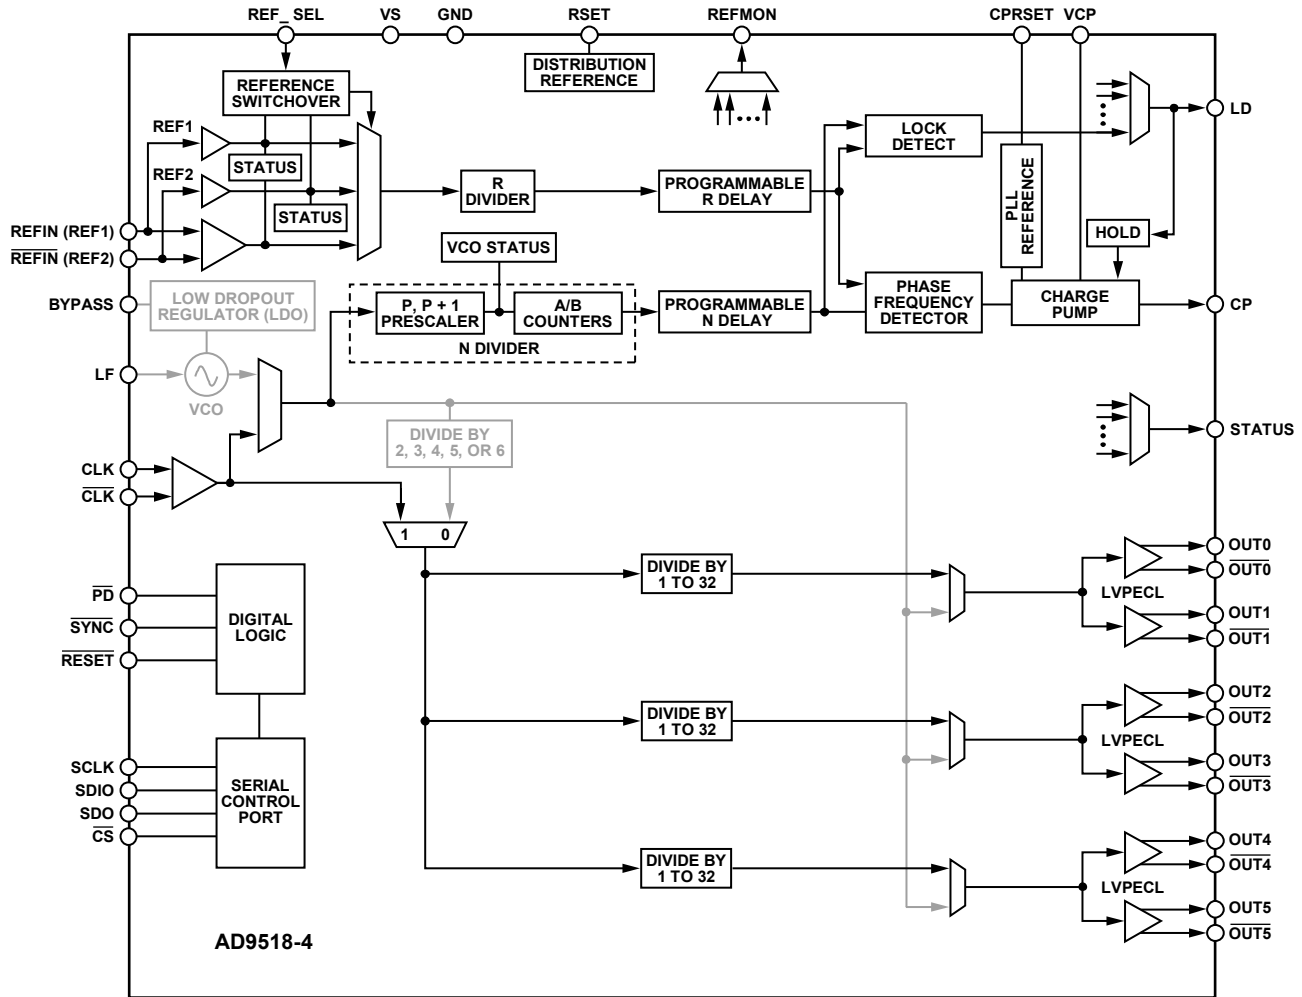 REF_SEL VS GND RSET REFMON CPRSET VCP
DISTRIBUTION
REFERENCE
REFERENCE
SWITCHOVER
REF1
STATUS
REF2
STATUS
R
DIVIDER
PROGRAMMABLE
R DELAY
LOCK
DETECT
LD
PLL
REFERENCE
HOLD
REFIN (REF1)
REFIN (REF2)
VCO STATUS
BYPASS
LOW DROPOUT
REGULATOR (LDO)
P, P + 1
PRESCALER
A/B
COUNTERS
N DIVIDER
PROGRAMMABLE
N DELAY
PHASE
FREQUENCY
DETECTOR
CHARGE
PUMP
CP
LF
VCO
DIVIDE BY
2, 3, 4, 5, OR 6
STATUS
CLK
CLK
1 0
PD
SYNC
RESET
DIGITAL
LOGIC
DIVIDE BY
1 TO 32
LVPECL
OUT0
OUT0
OUT1
OUT1
DIVIDE BY
1 TO 32
LVPECL
OUT2
OUT2
OUT3
OUT3
SCLK
SDIO
SDO
CS
SERIAL
CONTROL
PORT
DIVIDE BY
1 TO 32
LVPECL
OUT4
OUT4
OUT5
OUT5
AD9518-4